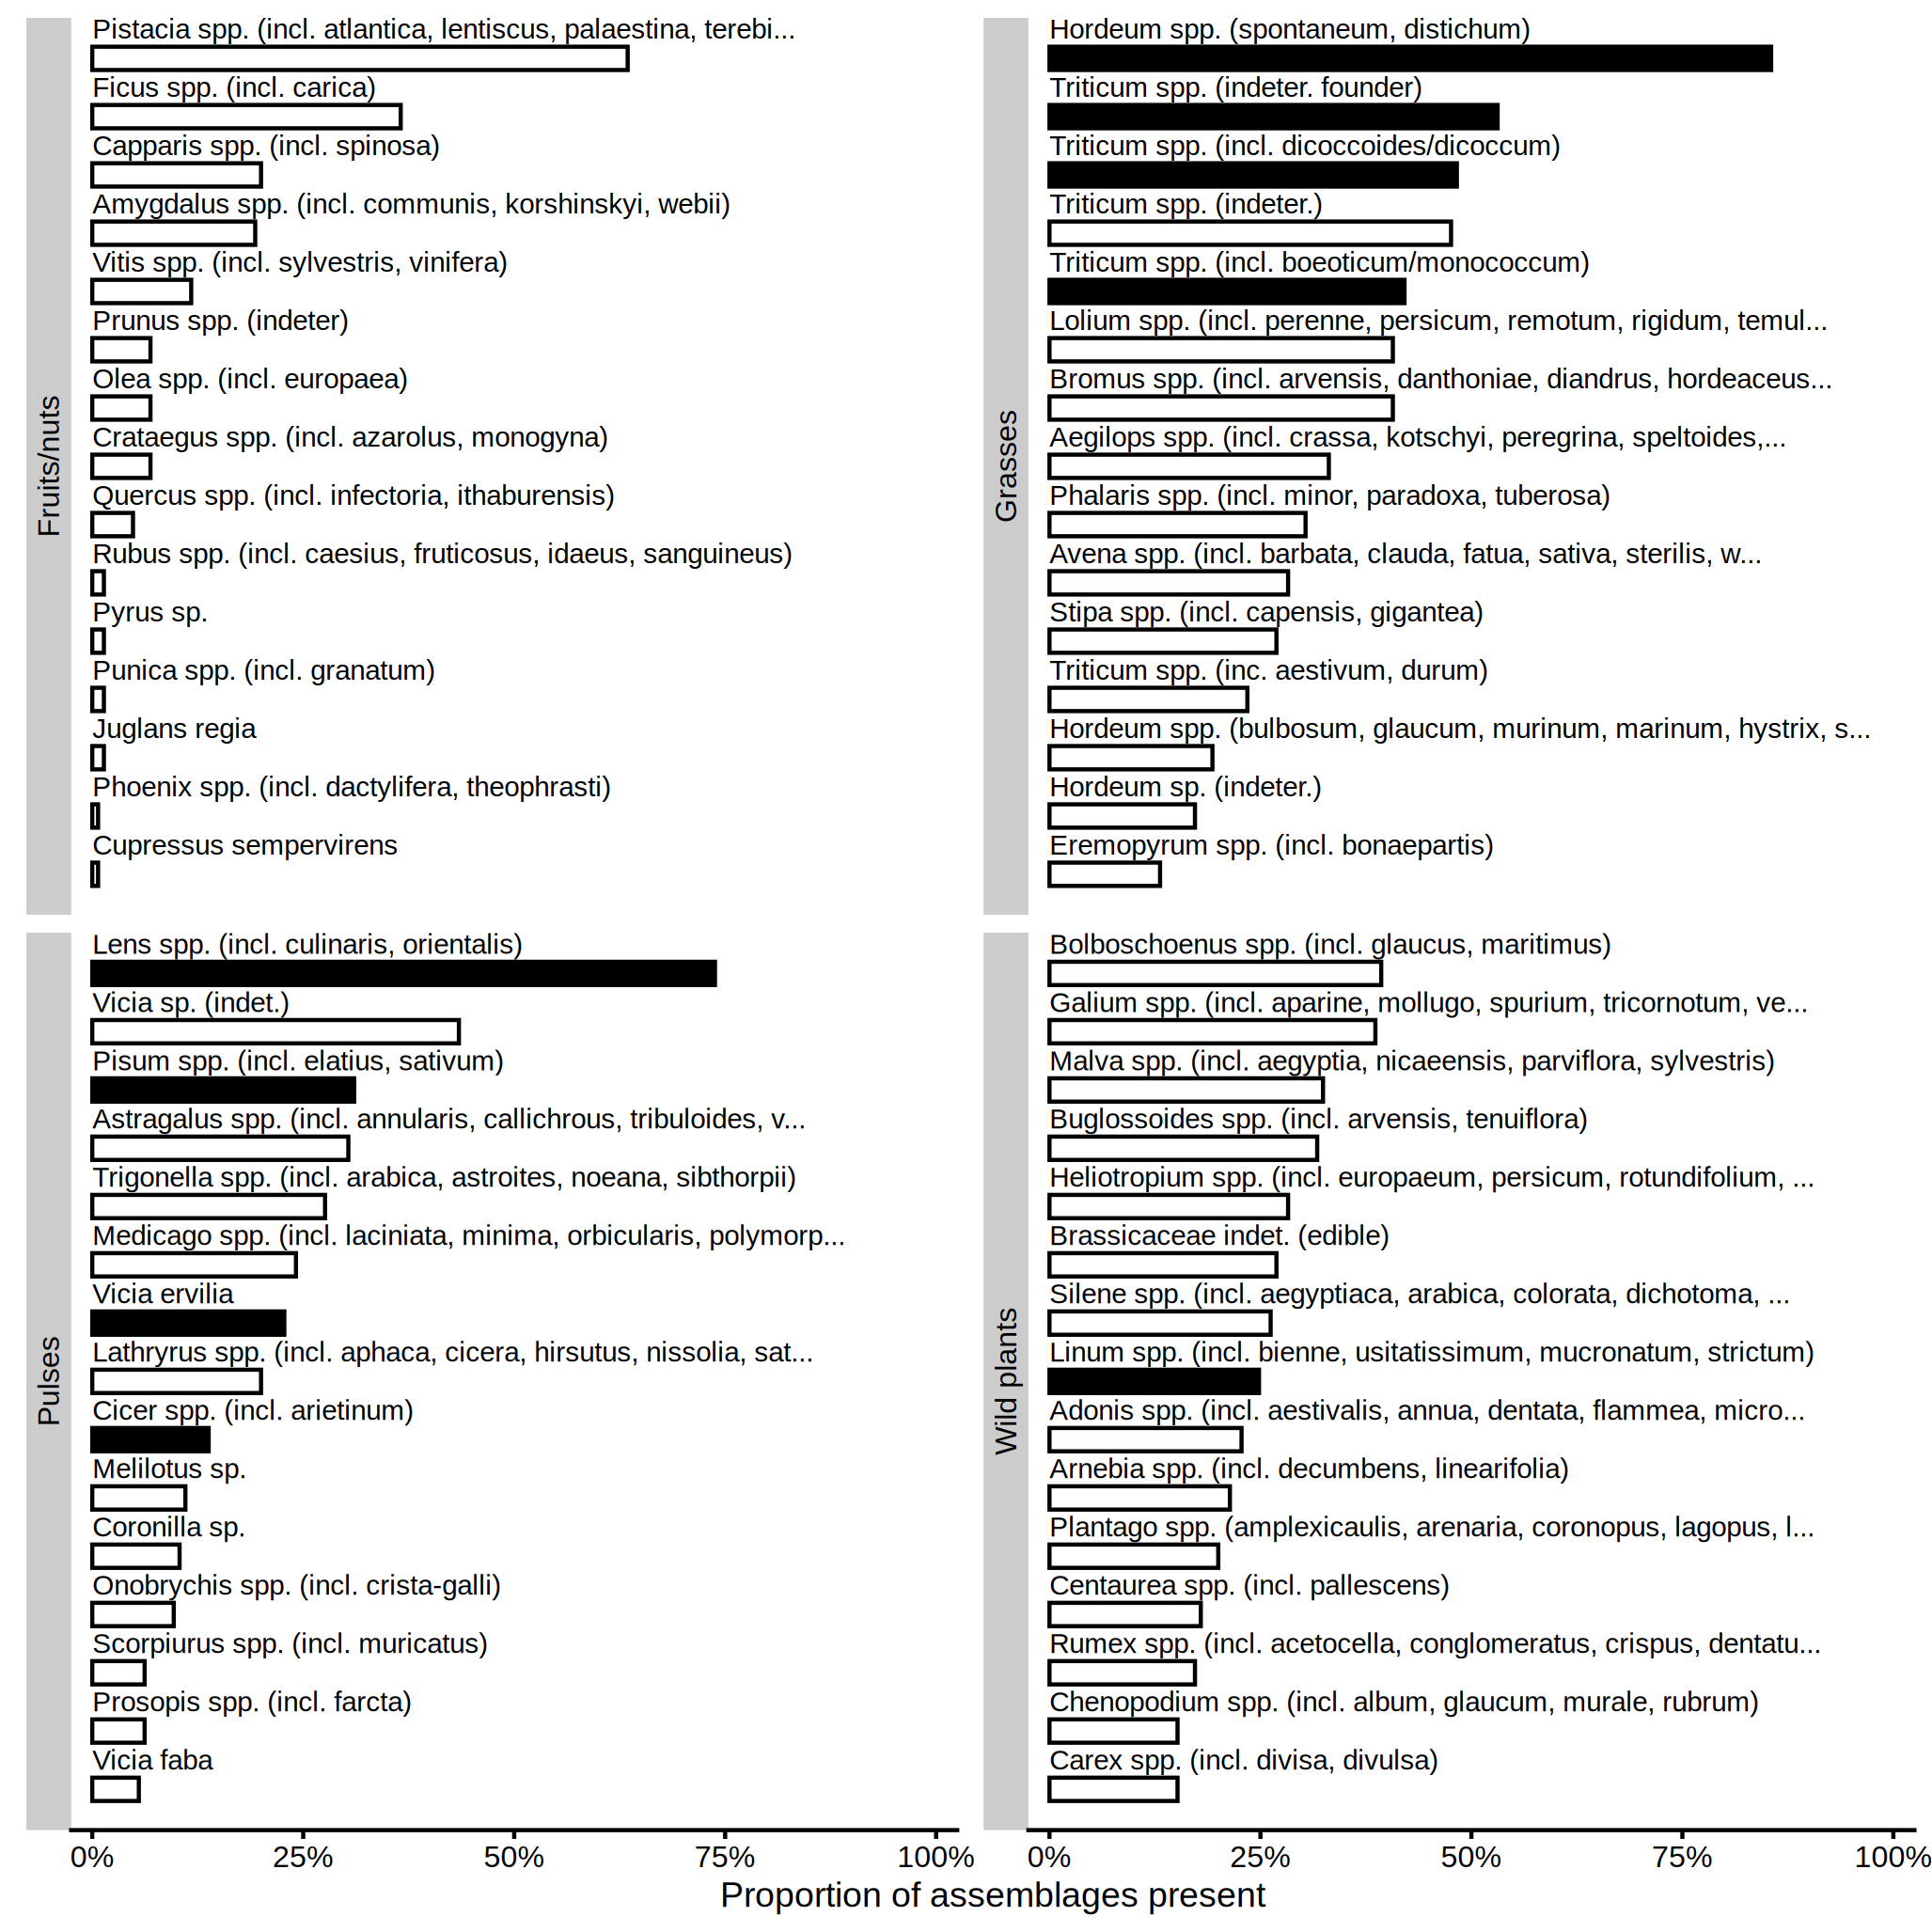 Fruits/nuts
Pistacia spp. (incl. atlantica, lentiscus, palaestina, terebi...
Ficus spp. (incl. carica)
Capparis spp. (incl. spinosa)
Amygdalus spp. (incl. communis, korshinskyi, webii)
Vitis spp. (incl. sylvestris, vinifera)
Prunus spp. (indeter)
Olea spp. (incl. europaea)
Crataegus spp. (incl. azarolus, monogyna)
Quercus spp. (incl. infectoria, ithaburensis)
Rubus spp. (incl. caesius, fruticosus, idaeus, sanguineus)
Pyrus sp.
Punica spp. (incl. granatum)
Juglans regia
Phoenix spp. (incl. dactylifera, theophrasti)
Cupressus sempervirens
Grasses
Hordeum spp. (spontaneum, distichum)
Triticum spp. (indeter. founder)
Triticum spp. (incl. dicoccoides/dicoccum)
Triticum spp. (indeter.)
Triticum spp. (incl. boeoticum/monococcum)
Lolium spp. (incl. perenne, persicum, remotum, rigidum, temul...
Bromus spp. (incl. arvensis, danthoniae, diandrus, hordeaceus...
Aegilops spp. (incl. crassa, kotschyi, peregrina, speltoides,...
Phalaris spp. (incl. minor, paradoxa, tuberosa)
Avena spp. (incl. barbata, clauda, fatua, sativa, sterilis, w...
Stipa spp. (incl. capensis, gigantea)
Triticum spp. (inc. aestivum, durum)
Hordeum spp. (bulbosum, glaucum, murinum, marinum, hystrix, s...
Hordeum sp. (indeter.)
Eremopyrum spp. (incl. bonaepartis)
Pulses
Lens spp. (incl. culinaris, orientalis)
Vicia sp. (indet.)
Pisum spp. (incl. elatius, sativum)
Astragalus spp. (incl. annularis, callichrous, tribuloides, v...
Trigonella spp. (incl. arabica, astroites, noeana, sibthorpii)
Medicago spp. (incl. laciniata, minima, orbicularis, polymorp...
Vicia ervilia
Lathryrus spp. (incl. aphaca, cicera, hirsutus, nissolia, sat...
Cicer spp. (incl. arietinum)
Melilotus sp.
Coronilla sp.
Onobrychis spp. (incl. crista-galli)
Scorpiurus spp. (incl. muricatus)
Prosopis spp. (incl. farcta)
Vicia faba
Wild plants
Bolboschoenus spp. (incl. glaucus, maritimus)
Galium spp. (incl. aparine, mollugo, spurium, tricornotum, ve...
Malva spp. (incl. aegyptia, nicaeensis, parviflora, sylvestris)
Buglossoides spp. (incl. arvensis, tenuiflora)
Heliotropium spp. (incl. europaeum, persicum, rotundifolium, ...
Brassicaceae indet. (edible)
Silene spp. (incl. aegyptiaca, arabica, colorata, dichotoma, ...
Linum spp. (incl. bienne, usitatissimum, mucronatum, strictum)
Adonis spp. (incl. aestivalis, annua, dentata, flammea, micro...
Arnebia spp. (incl. decumbens, linearifolia)
Plantago spp. (amplexicaulis, arenaria, coronopus, lagopus, l...
Centaurea spp. (incl. pallescens)
Rumex spp. (incl. acetocella, conglomeratus, crispus, dentatu...
Chenopodium spp. (incl. album, glaucum, murale, rubrum)
Carex spp. (incl. divisa, divulsa)
0% 25% 50% 75% 100% 0% 25% 50% 75% 100%
Proportion of assemblages present